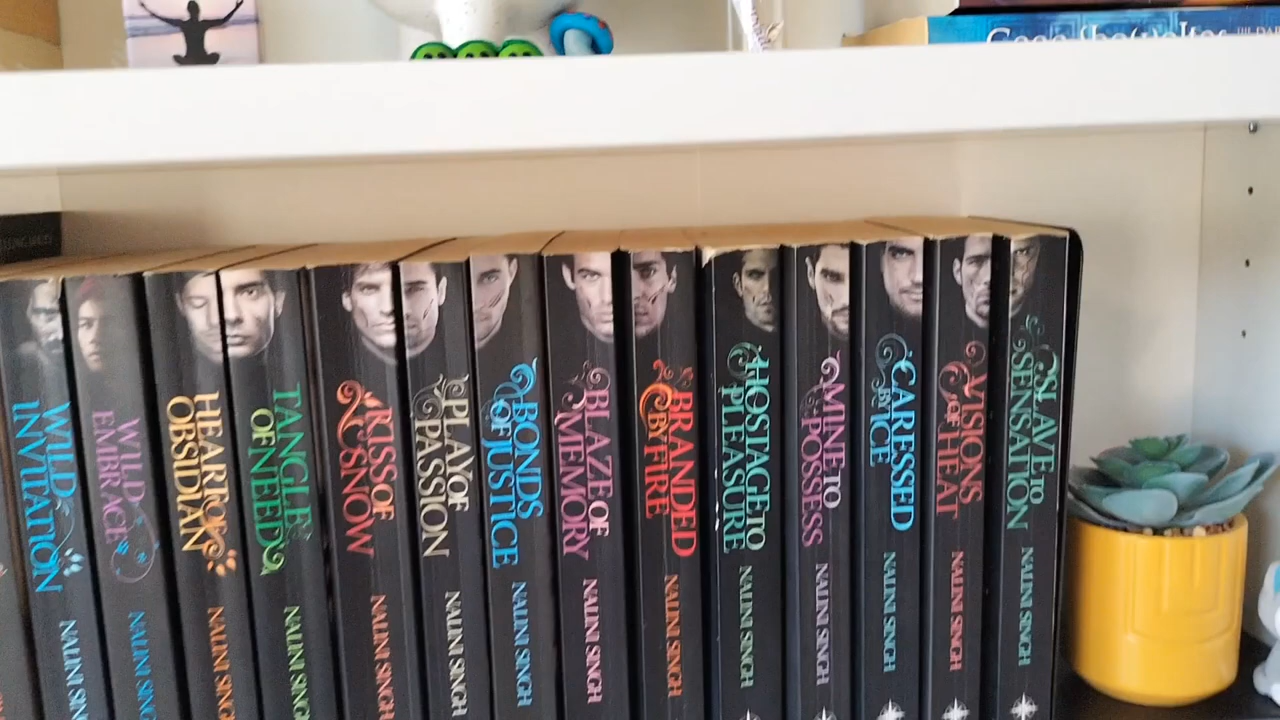 WILD
INVITATION
NALINI SINGH
WILD
EMBRACE
HEART OF
OBSIDIAN
NALINI SINGH
TANGLE
OF NEED
NALINI SINGH
KISS OF
SNOW
NALINI SINGH
PLAY OF
PASSION
NALINI SINGH
BONDS
OF JUSTICE
NALINI SINGH
BLAZE OF
MEMORY
NALINI SINGH
BRANDED
BY FIRE
NALINI SINGH
HOSTAGE TO
PLEASURE
NALINI SINGH
MINE TO
POSSESS
NALINI SINGH
CARESSED
BY ICE
NALINI SINGH
VISIONS
OF HEAT
NALINI SINGH
SLAVE TO
SENSATION
NALINI SINGH